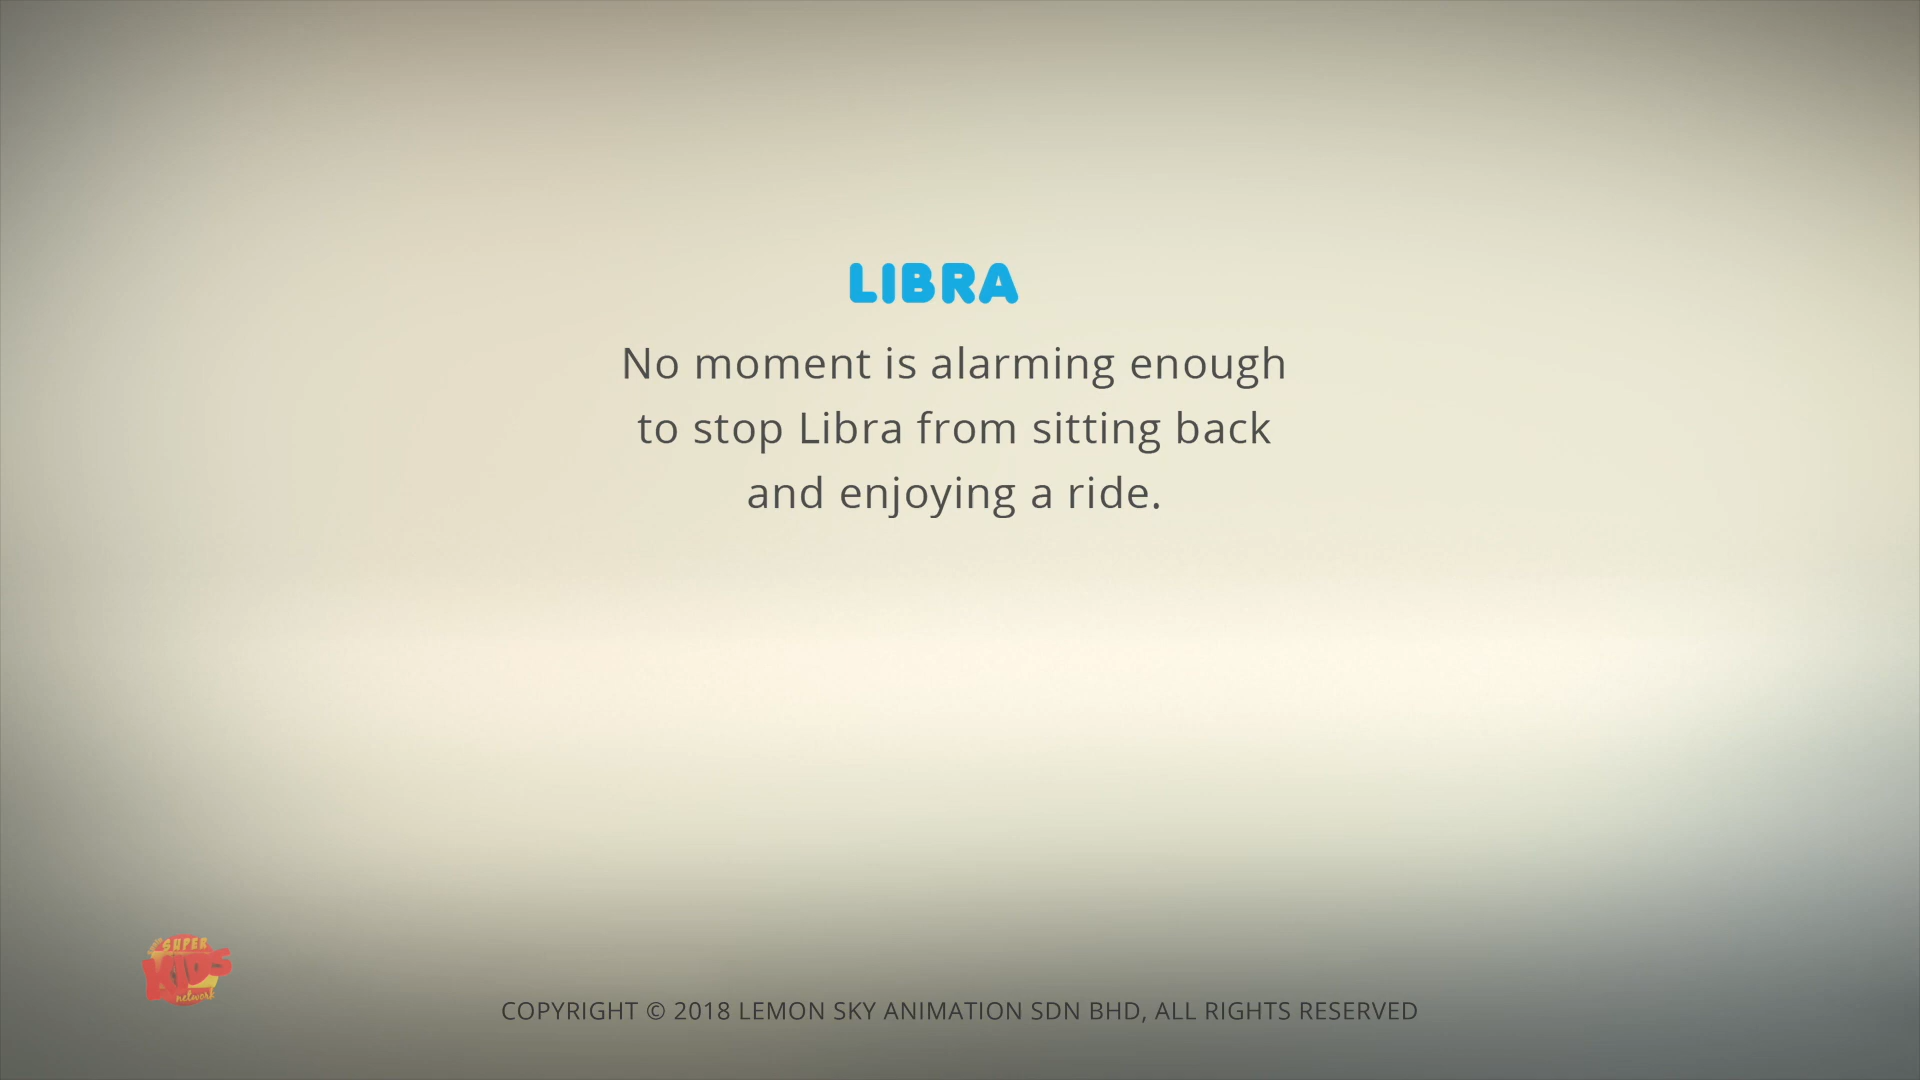 LIBRA
No moment is alarming enough
to stop Libra from sitting back
and enjoying a ride.
SUPER
KIDS
network
COPYRIGHT © 2018 LEMON SKY ANIMATION SDN BHD, ALL RIGHTS RESERVED